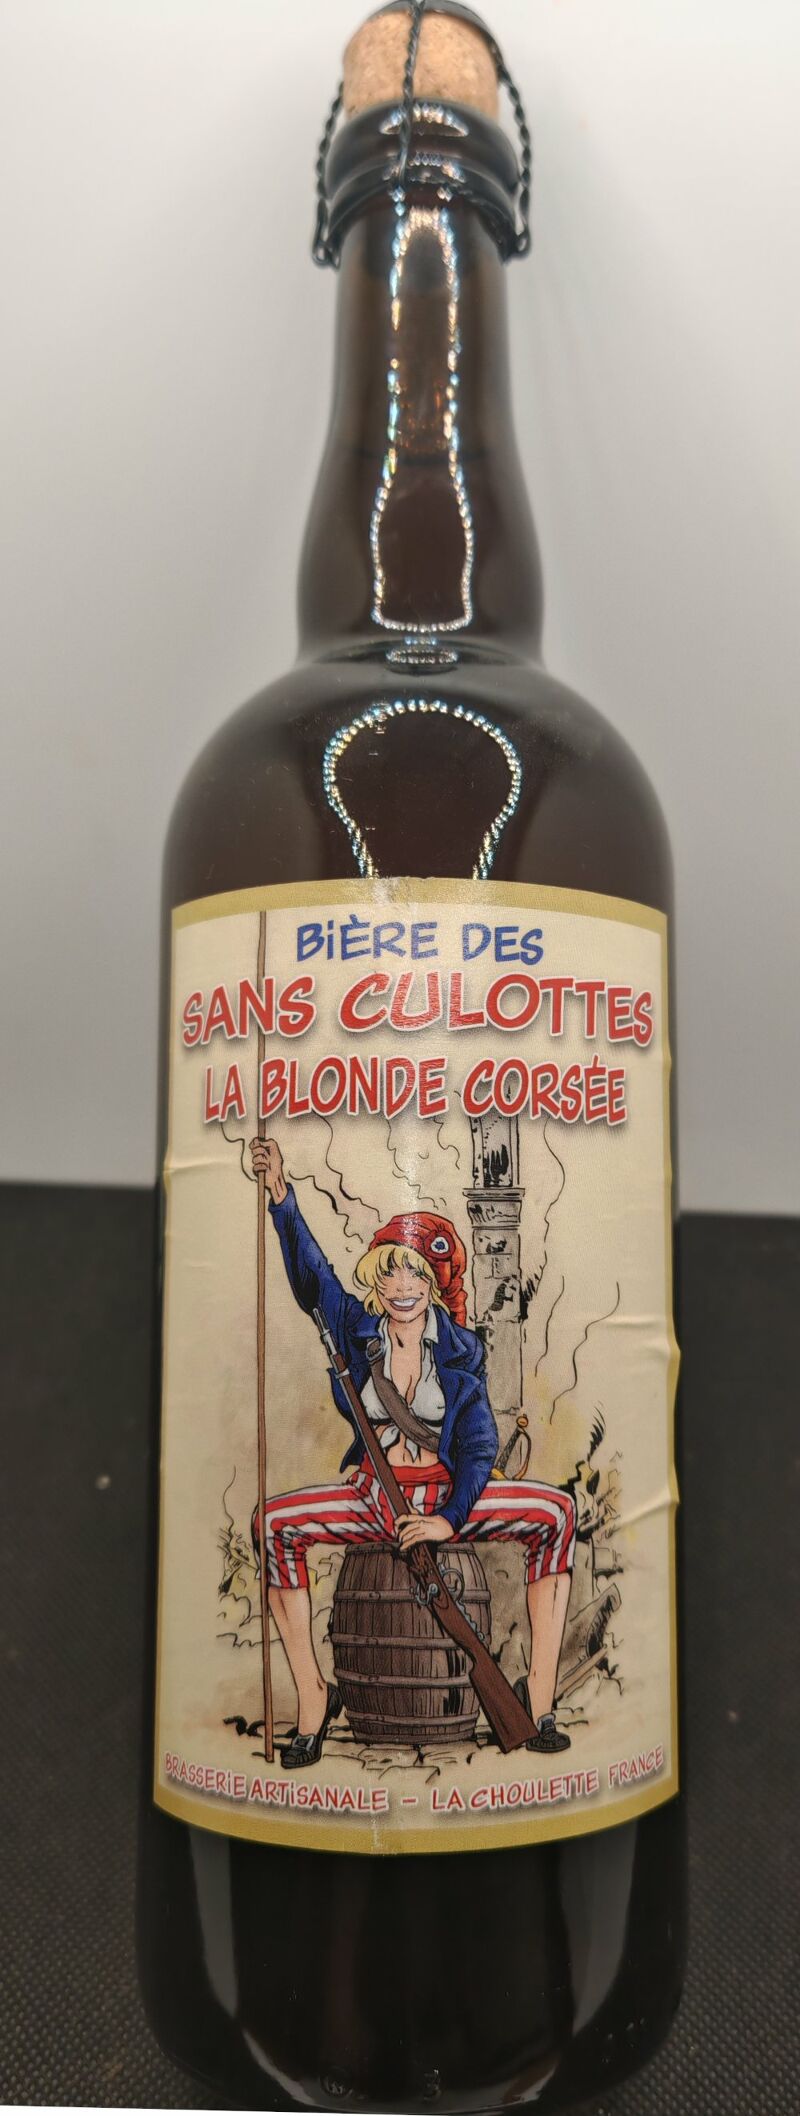 BiÈRE DES
SANS CULOTTES
LA BLONDE CORSÉE
BRASSERiE ARTiSANALE – LA CHOULETTE FRANCE